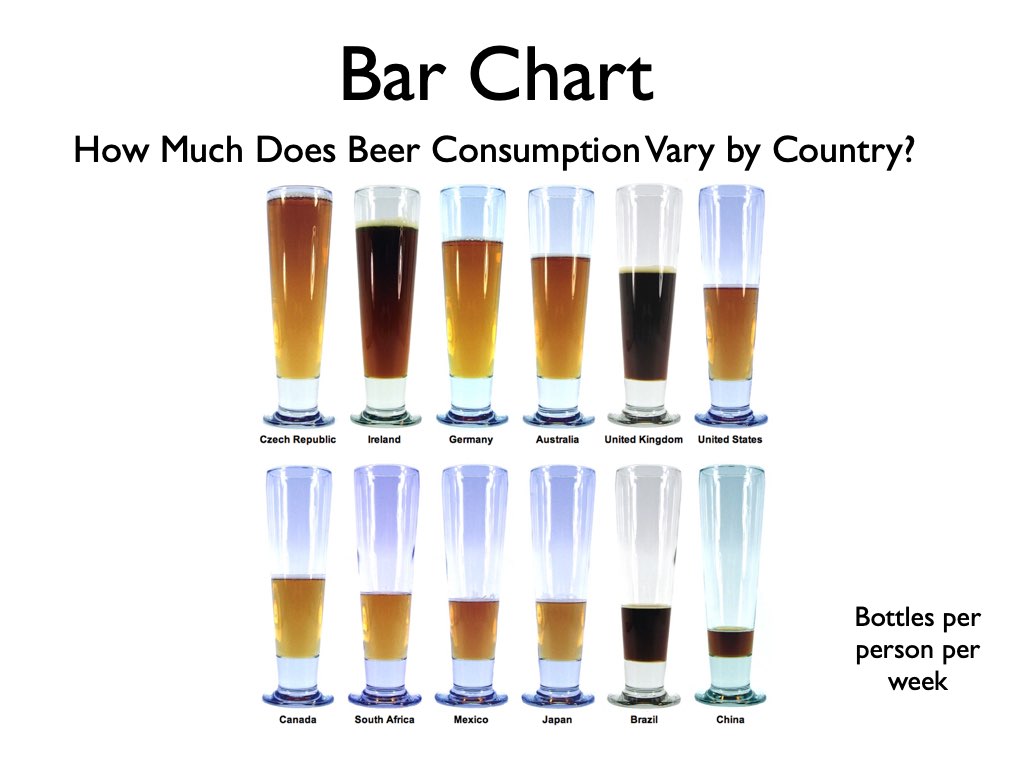 Bar Chart
How Much Does Beer Consumption Vary by Country?
Czech Republic Ireland Germany Australia United Kingdom United States
Canada South Africa Mexico Japan Brazil China
Bottles per
person per
week